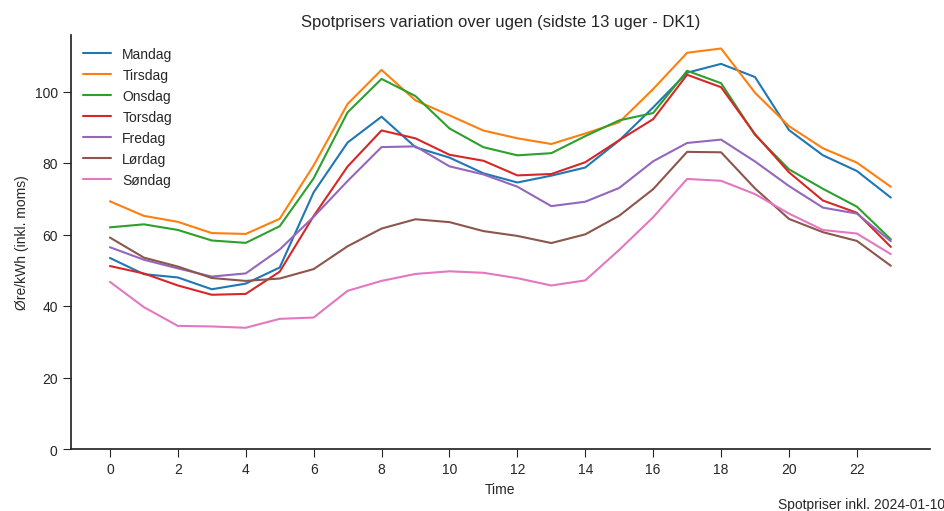 Spotprisers variation over ugen (sidste 13 uger - DK1)
Øre/kWh (inkl. moms)
Mandag
Tirsdag
Onsdag
Torsdag
Fredag
Lørdag
Søndag
100
80
60
40
20
0
0 2 4 6 8 10 12 14 16 18 20 22
Time
Spotpriser inkl. 2024-01-10